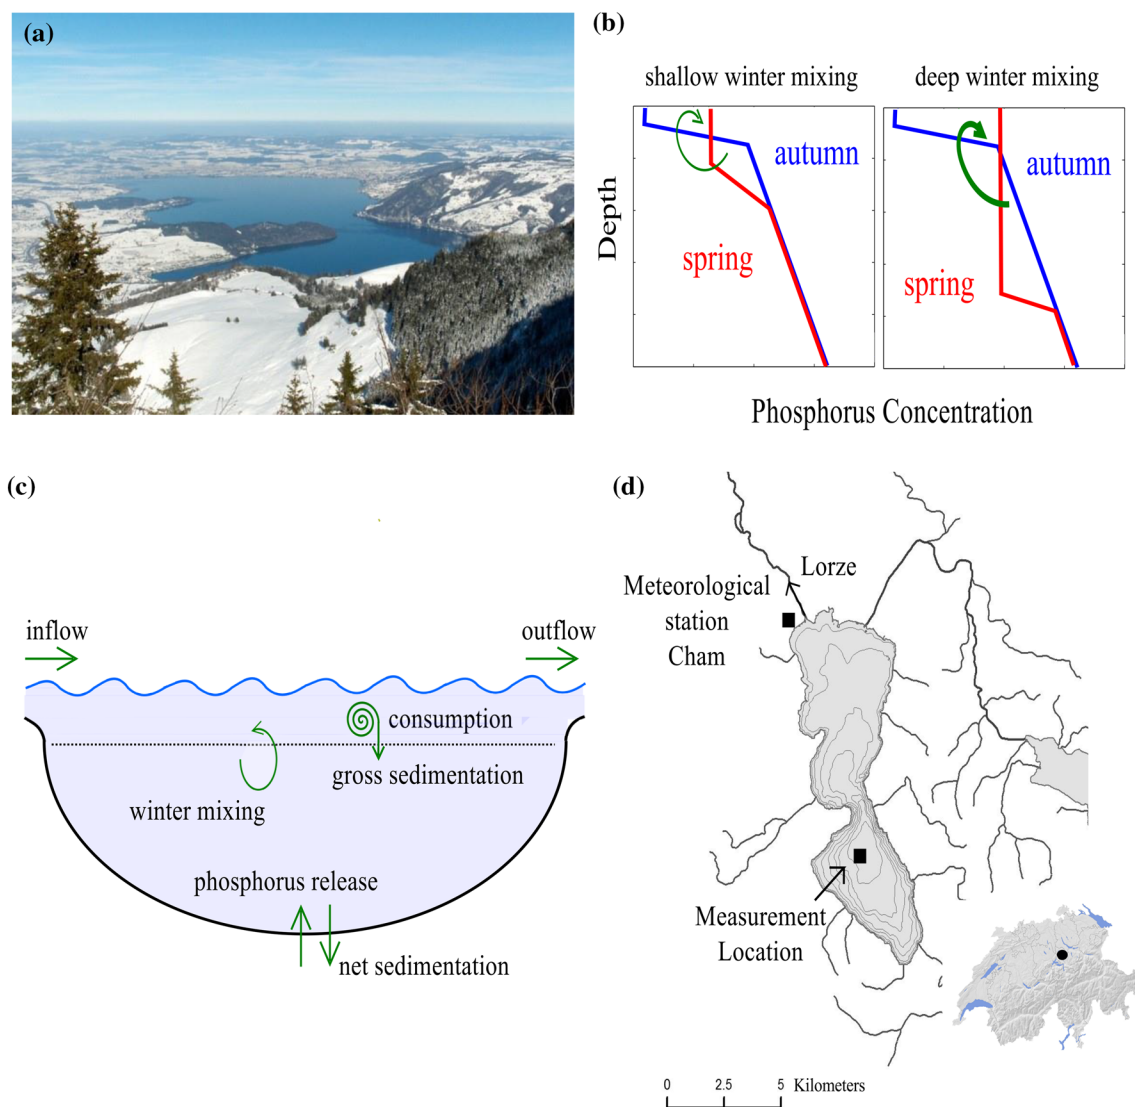 (a)
(b)
shallow winter mixing
deep winter mixing
autumn
spring
autumn
spring
Depth
Phosphorus Concentration
(c)
inflow
outflow
consumption
gross sedimentation
winter mixing
phosphorus release
net sedimentation
(d)
Lorze
Meteorological
station
Cham
Measurement
Location
0 2.5 5 Kilometers